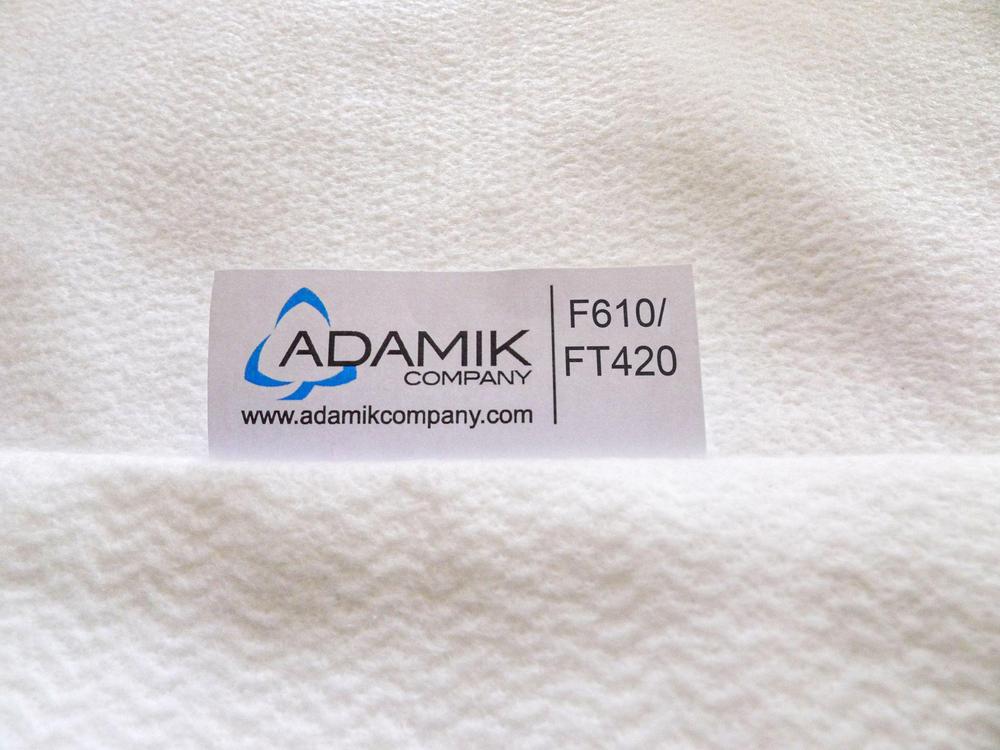 ADAMIK
COMPANY
www.adamikcompany.com
F610/
FT420